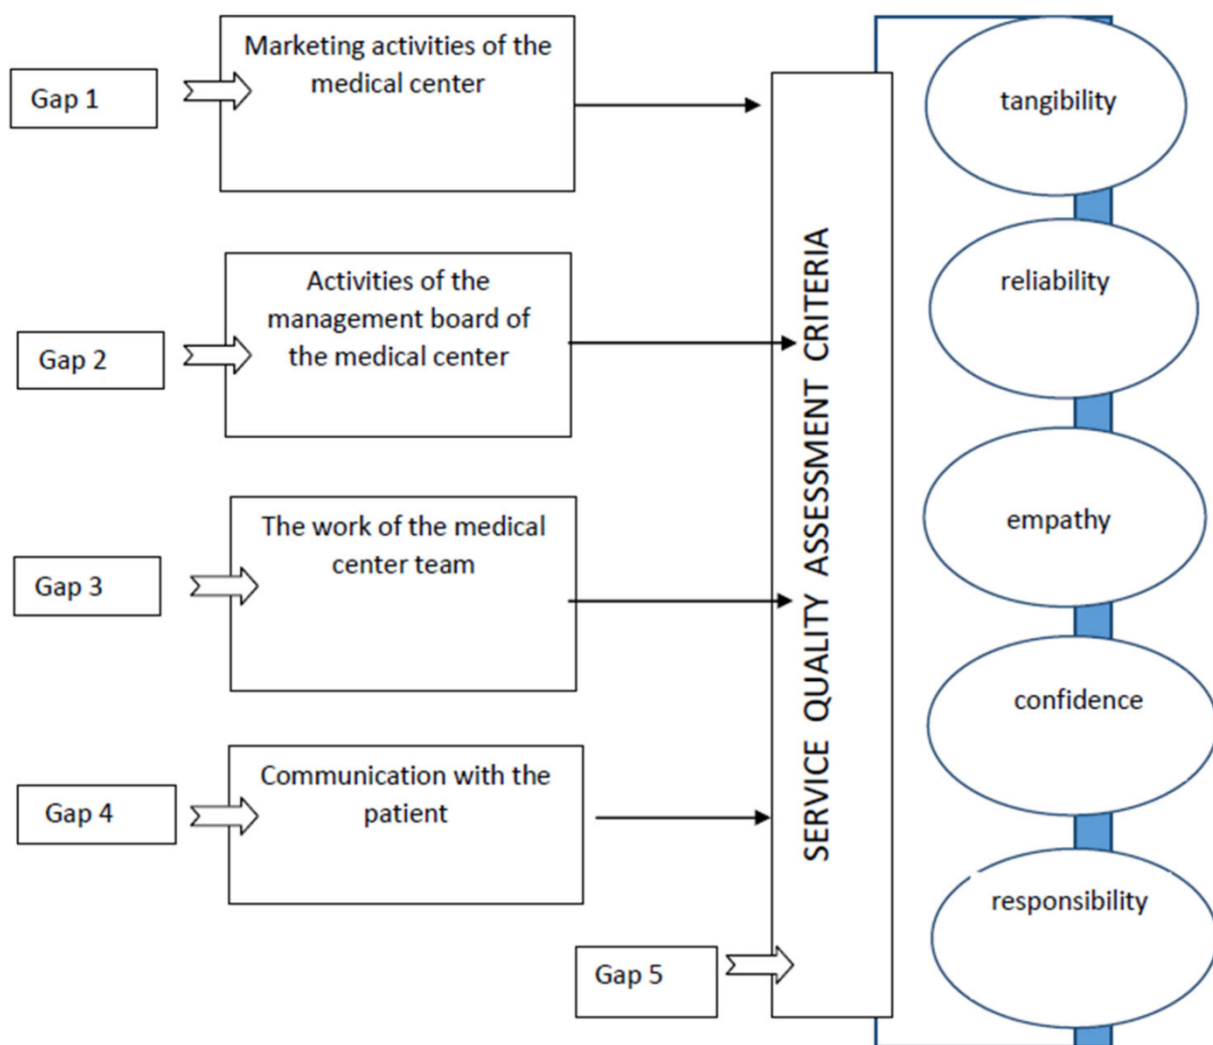 Gap 1
Marketing activities of the
medical center
Gap 2
Activities of the
management board of
the medical center
Gap 3
The work of the medical
center team
Gap 4
Communication with the
patient
Gap 5
SERVICE QUALITY ASSESSMENT CRITERIA
tangibility
reliability
empathy
confidence
responsibility